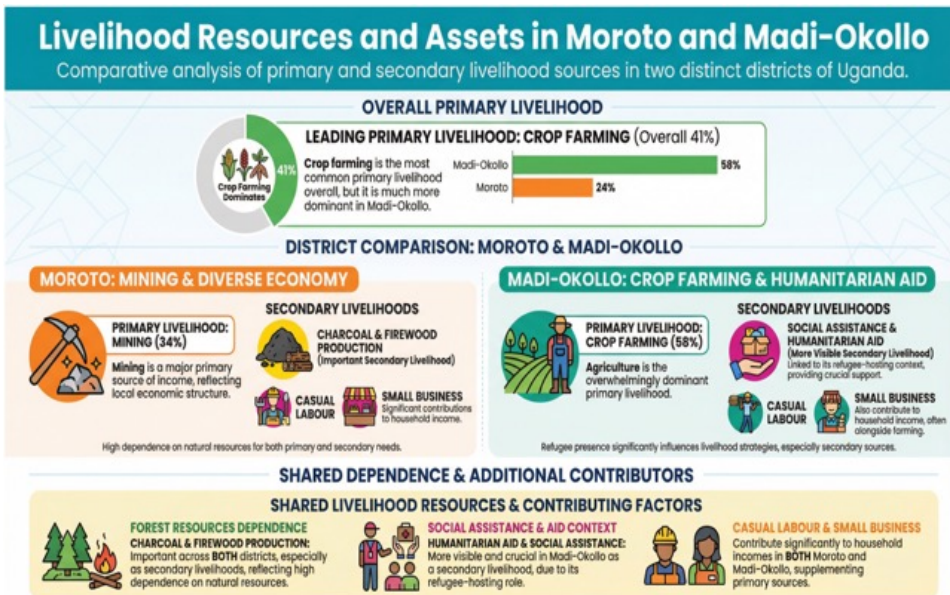 Livelihood Resources and Assets in Moroto and Madi-Okollo
Comparative analysis of primary and secondary livelihood sources in two distinct districts of Uganda.
OVERALL PRIMARY LIVELIHOOD
Crop Farming
Dominates
41%
LEADING PRIMARY LIVELIHOOD: CROP FARMING (Overall 41%)
Crop farming is the
most common primary livelihood
overall, but it is much more
dominant in Madi-Okollo.
Madi-Okollo 58%
Moroto 24%
DISTRICT COMPARISON: MOROTO & MADI-OKOLLO
MOROTO: MINING & DIVERSE ECONOMY
PRIMARY LIVELIHOOD:
MINING (34%)
Mining is a major primary
source of income, reflecting
local economic structure.
SECONDARY LIVELIHOODS
CHARCOAL & FIREWOOD
PRODUCTION
(Important Secondary Livelihood)
CASUAL
LABOUR
SMALL BUSINESS
Significant contributions
to household income.
High dependence on natural resources for both primary and secondary needs.
MADI-OKOLLO: CROP FARMING & HUMANITARIAN AID
PRIMARY LIVELIHOOD:
CROP FARMING (58%)
Agriculture is the
overwhelmingly dominant
primary livelihood.
SECONDARY LIVELIHOODS
SOCIAL ASSISTANCE &
HUMANITARIAN AID
(More Visible Secondary Livelihood)
Linked to its refugee-hosting context,
providing crucial support.
CASUAL
LABOUR
SMALL BUSINESS
Also contribute to
household income, often
alongside farming.
Refugee presence significantly influences livelihood strategies, especially secondary sources.
SHARED DEPENDENCE & ADDITIONAL CONTRIBUTORS
SHARED LIVELIHOOD RESOURCES & CONTRIBUTING FACTORS
FOREST RESOURCES DEPENDENCE
CHARCOAL & FIREWOOD PRODUCTION:
Important across BOTH districts, especially
as secondary livelihoods, reflecting high
dependence on natural resources.
SOCIAL ASSISTANCE & AID CONTEXT
HUMANITARIAN AID & SOCIAL ASSISTANCE:
More visible and crucial in Madi-Okollo as
a secondary livelihood, due to its
refugee-hosting role.
CASUAL LABOUR & SMALL BUSINESS
Contribute significantly to household
incomes in BOTH Moroto and
Madi-Okollo, supplementing
primary sources.